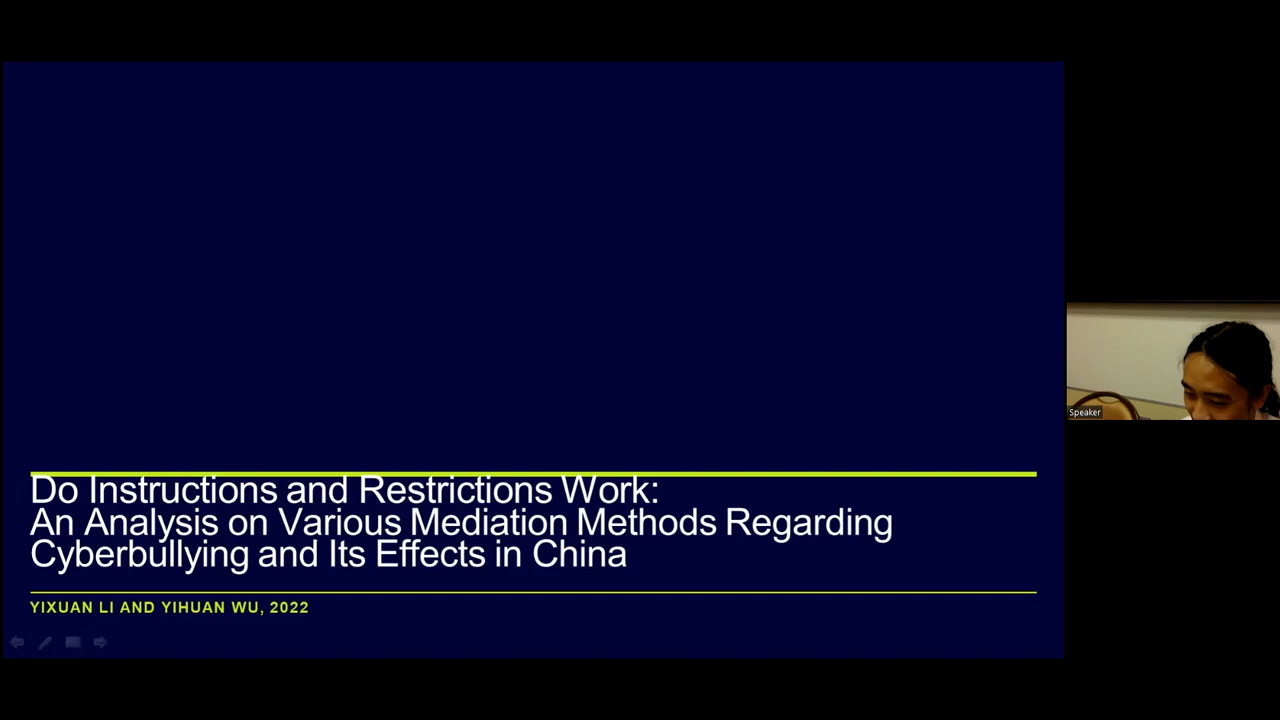 Do Instructions and Restrictions Work:
An Analysis on Various Mediation Methods Regarding
Cyberbullying and Its Effects in China
YIXUAN LI AND YIHUAN WU, 2022
Speaker